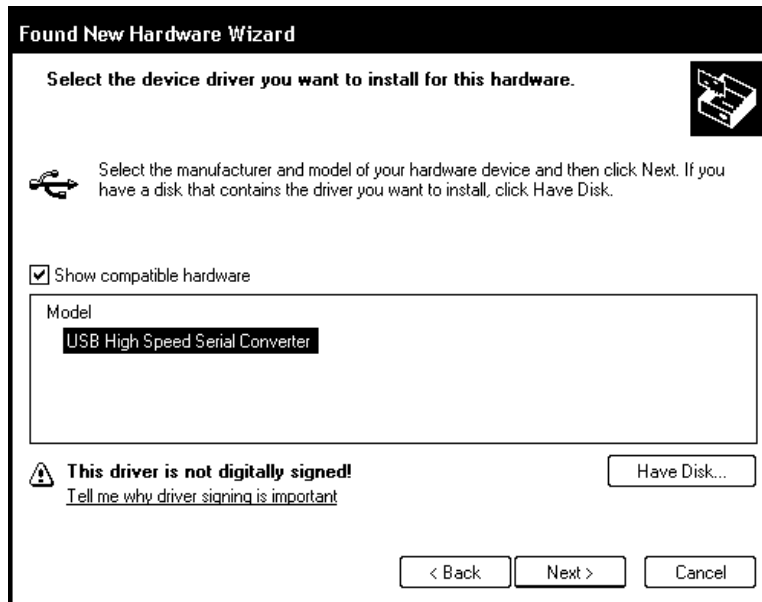 Found New Hardware Wizard
Select the device driver you want to install for this hardware.
Select the manufacturer and model of your hardware device and then click Next. If you
have a disk that contains the driver you want to install, click Have Disk.
Show compatible hardware
Model
USB High Speed Serial Converter
This driver is not digitally signed!
Have Disk...
Tell me why driver signing is important
< Back
Next >
Cancel